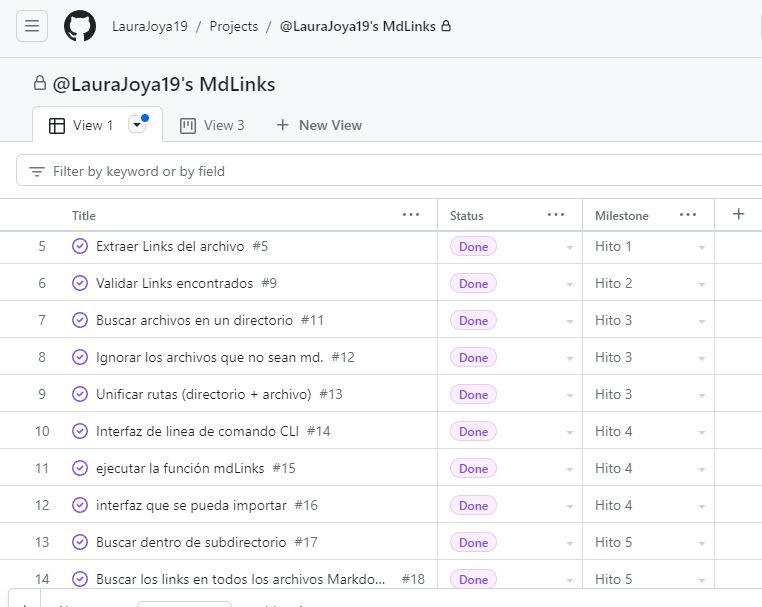 LauraJoya19 / Projects / @LauraJoya19's MdLinks
@LauraJoya19's MdLinks
View 1 View 3 + New View
Filter by keyword or by field
Title ... Status ... Milestone ... +
5 Extraer Links del archivo #5 Done Hito 1
6 Validar Links encontrados #9 Done Hito 2
7 Buscar archivos en un directorio #11 Done Hito 3
8 Ignorar los archivos que no sean md. #12 Done Hito 3
9 Unificar rutas (directorio + archivo) #13 Done Hito 3
10 Interfaz de linea de comando CLI #14 Done Hito 4
11 ejecutar la función mdLinks #15 Done Hito 4
12 interfaz que se pueda importar #16 Done Hito 4
13 Buscar dentro de subdirectorio #17 Done Hito 5
14 Buscar los links en todos los archivos Markdo... #18 Done Hito 5